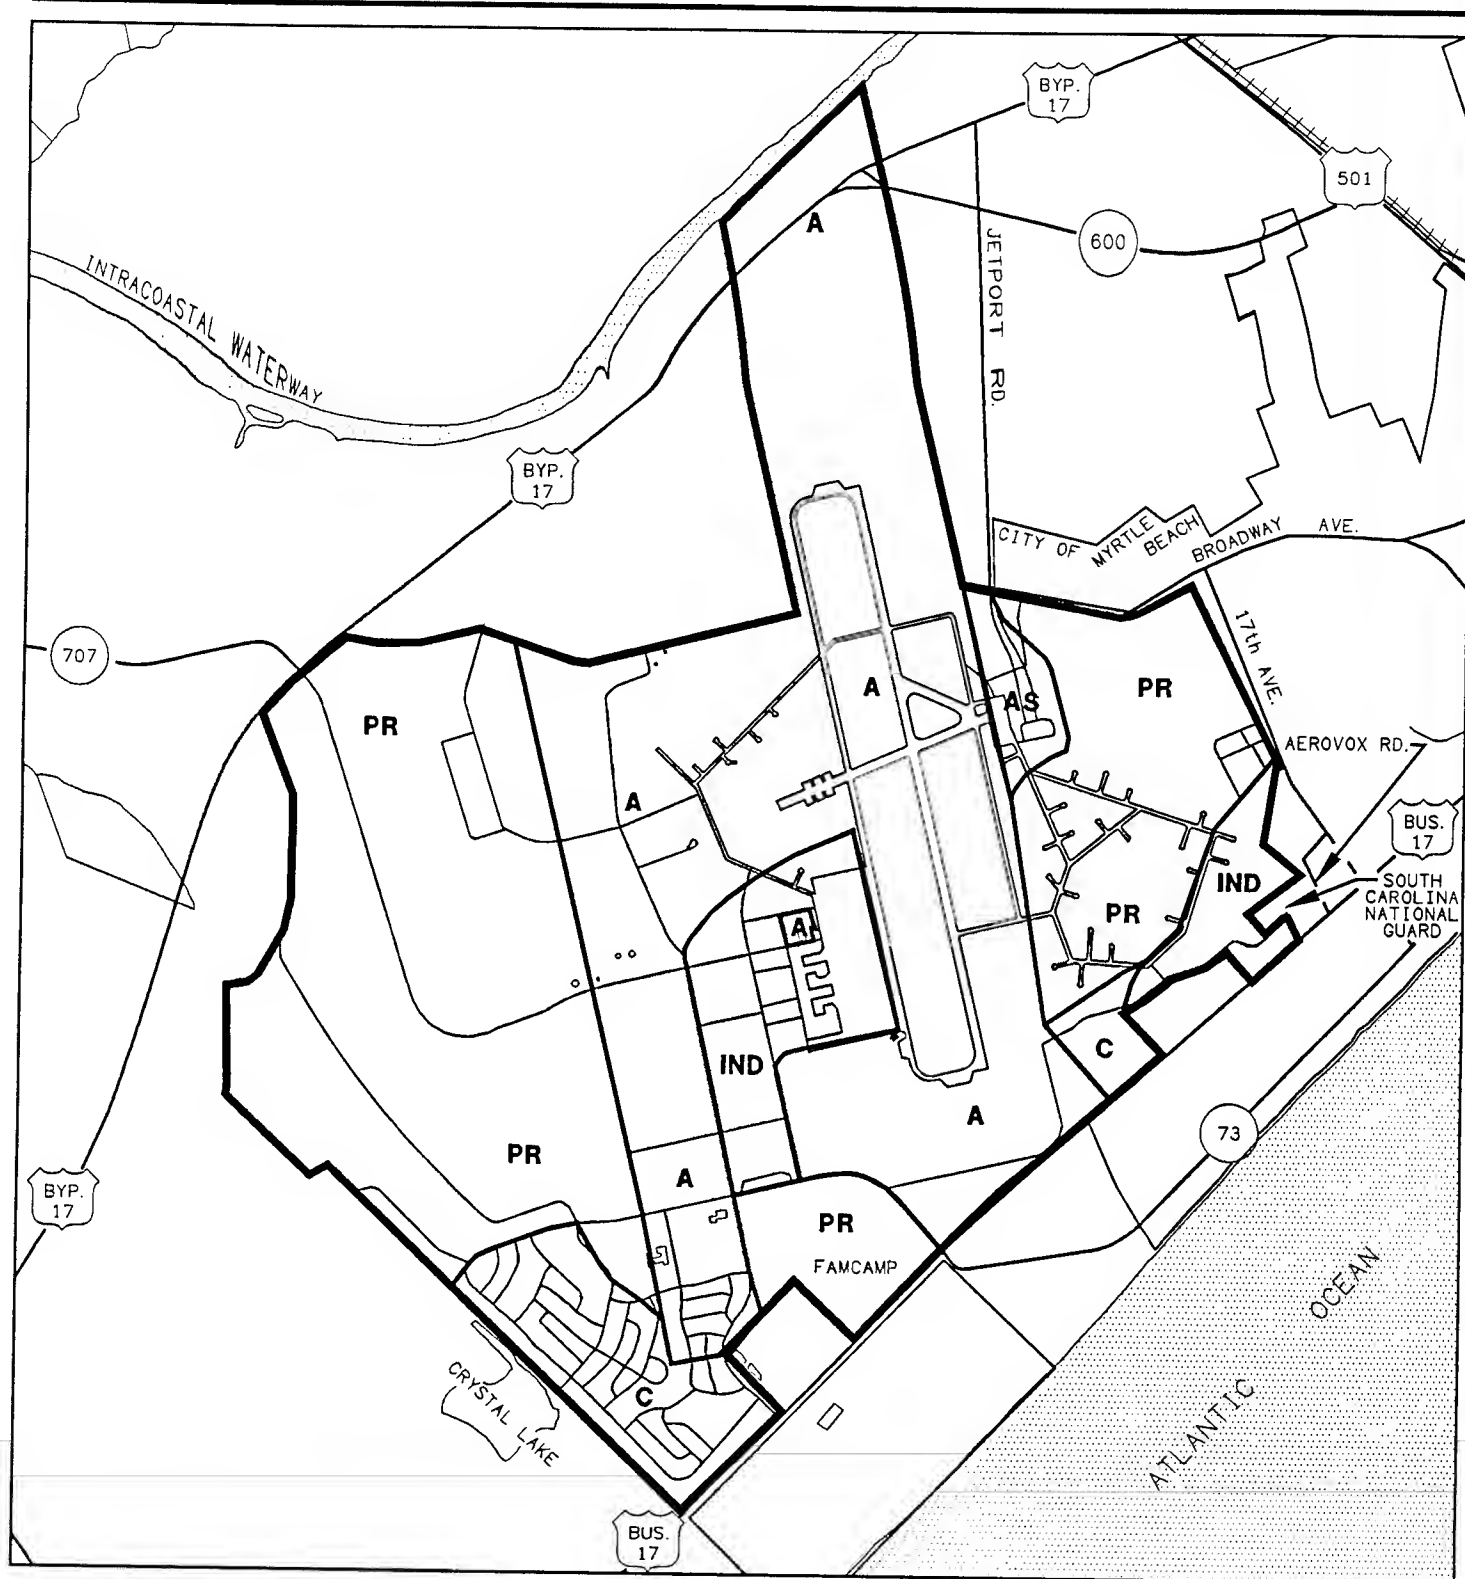 BYP.
17
501
A
600
JETPORT RD.
INTRACOASTAL WATERWAY
BYP.
17
CITY OF MYRTLE BEACH
BROADWAY AVE.
17th AVE.
707
PR
A
AS
PR
AEROVOX RD.
A
BUS.
17
IND
SOUTH
CAROLINA
NATIONAL
GUARD
PR
A
IND
C
A
73
PR
A
BYP.
17
PR
FAMCAMP
OCEAN
ATLANTIC
CRYSTAL LAKE
C
BUS.
17